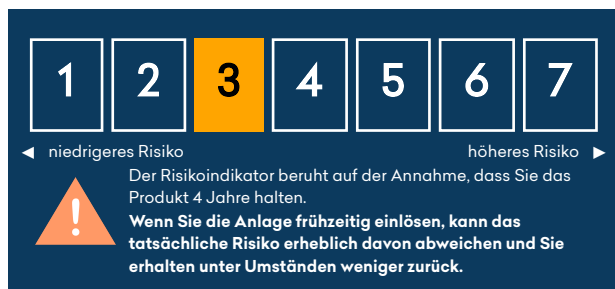 1 2 3 4 5 6 7
◄ niedrigeres Risiko höheres Risiko ►
!
Der Risikoindikator beruht auf der Annahme, dass Sie das
Produkt 4 Jahre halten.
Wenn Sie die Anlage frühzeitig einlösen, kann das
tatsächliche Risiko erheblich davon abweichen und Sie
erhalten unter Umständen weniger zurück.